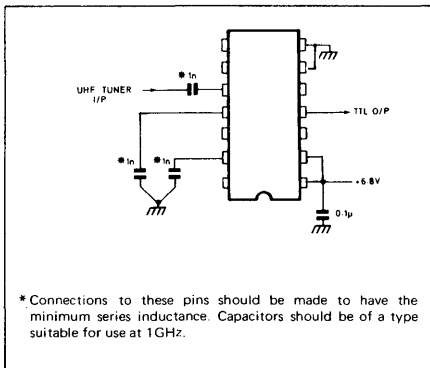 * 1n
UHF TUNER
I/P
TTL O/P
* 1n
* 1n
+6.8V
0.1μ
* Connections to these pins should be made to have the
minimum series inductance. Capacitors should be of a type
suitable for use at 1GHz.